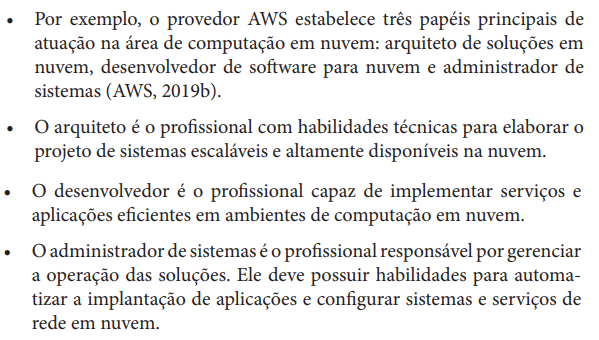 • Por exemplo, o provedor AWS estabelece três papéis principais de
atuação na área de computação em nuvem: arquiteto de soluções em
nuvem, desenvolvedor de software para nuvem e administrador de
sistemas (AWS, 2019b).
• O arquiteto é o profissional com habilidades técnicas para elaborar o
projeto de sistemas escaláveis e altamente disponíveis na nuvem.
• O desenvolvedor é o profissional capaz de implementar serviços e
aplicações eficientes em ambientes de computação em nuvem.
• O administrador de sistemas é o profissional responsável por gerenciar
a operação das soluções. Ele deve possuir habilidades para automa-
tizar a implantação de aplicações e configurar sistemas e serviços de
rede em nuvem.